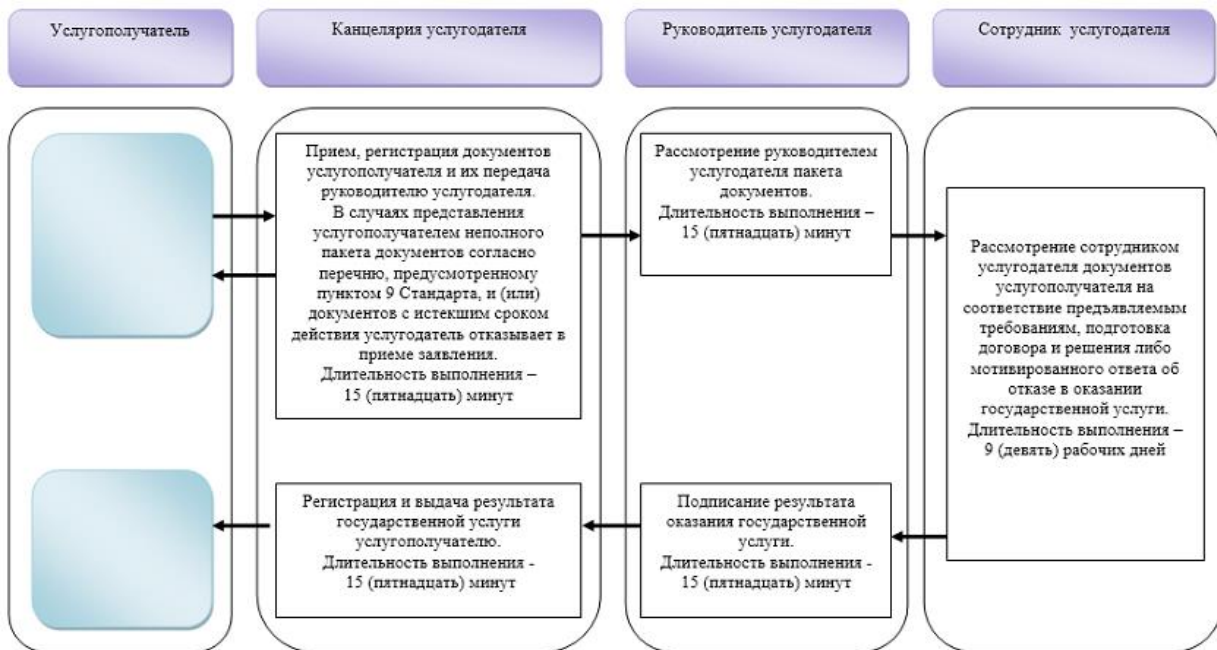 Услугополучатель
Канцелярия услугодателя
Руководитель услугодателя
Сотрудник услугодателя
Прием, регистрация документов
услугополучателя и их передача
руководителю услугодателя.
В случаях представления
услугополучателем неполного
пакета документов согласно
перечню, предусмотренному
пунктом 9 Стандарта, и (или)
документов с истекшим сроком
действия услугодатель отказывает в
приеме заявления.
Длительность выполнения –
15 (пятнадцать) минут
Рассмотрение руководителем
услугодателя пакета
документов.
Длительность выполнения –
15 (пятнадцать) минут
Рассмотрение сотрудником
услугодателя документов
услугополучателя на
соответствие предъявляемым
требованиям, подготовка
договора и решения либо
мотивированного ответа об
отказе в оказании
государственной услуги.
Длительность выполнения –
9 (девять) рабочих дней
Регистрация и выдача результата
государственной услуги
услугополучателю.
Длительность выполнения -
15 (пятнадцать) минут
Подписание результата
оказания государственной
услуги.
Длительность выполнения -
15 (пятнадцать) минут